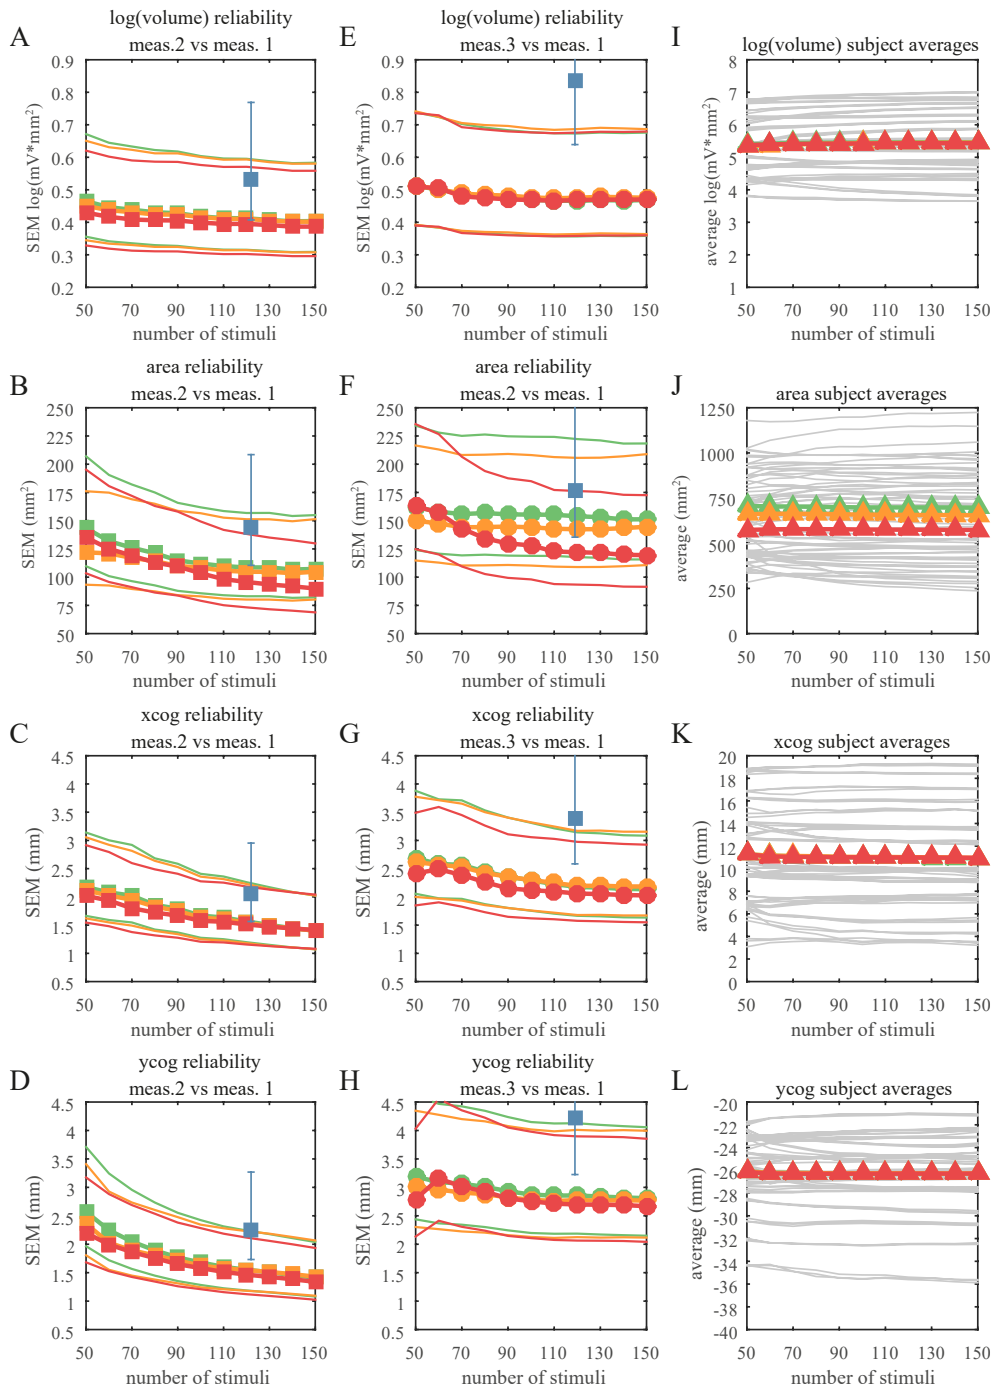 A
log(volume) reliability
meas.2 vs meas. 1
SEM log(mV*mm²)
0.9
0.8
0.7
0.6
0.5
0.4
0.3
0.2
50 70 90 110 130 150
number of stimuli
E
log(volume) reliability
meas.3 vs meas. 1
SEM log(mV*mm²)
0.9
0.8
0.7
0.6
0.5
0.4
0.3
0.2
50 70 90 110 130 150
number of stimuli
I
log(volume) subject averages
average log(mV*mm²)
8
7
6
5
4
3
2
1
50 70 90 110 130 150
number of stimuli
B
area reliability
meas.2 vs meas. 1
SEM (mm²)
250
225
200
175
150
125
100
75
50
50 70 90 110 130 150
number of stimuli
F
area reliability
meas.2 vs meas. 1
SEM (mm²)
250
225
200
175
150
125
100
75
50
50 70 90 110 130 150
number of stimuli
J
area subject averages
average (mm²)
1250
1000
750
500
250
0
50 70 90 110 130 150
number of stimuli
C
xcog reliability
meas.2 vs meas. 1
SEM (mm)
4.5
4
3.5
3
2.5
2
1.5
1
0.5
50 70 90 110 130 150
number of stimuli
G
xcog reliability
meas.3 vs meas. 1
SEM (mm)
4.5
4
3.5
3
2.5
2
1.5
1
0.5
50 70 90 110 130 150
number of stimuli
K
xcog subject averages
average (mm)
20
18
16
14
12
10
8
6
4
2
0
50 70 90 110 130 150
number of stimuli
D
ycog reliability
meas.2 vs meas. 1
SEM (mm)
4.5
4
3.5
3
2.5
2
1.5
1
0.5
50 70 90 110 130 150
number of stimuli
H
ycog reliability
meas.3 vs meas. 1
SEM (mm)
4.5
4
3.5
3
2.5
2
1.5
1
0.5
50 70 90 110 130 150
number of stimuli
L
ycog subject averages
average (mm)
-20
-22
-24
-26
-28
-30
-32
-34
-36
-38
-40
50 70 90 110 130 150
number of stimuli